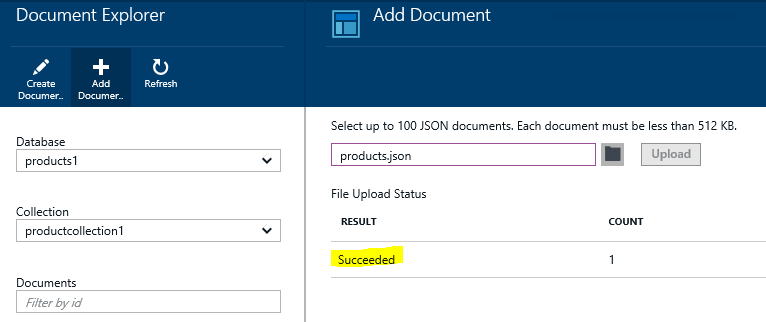 Document Explorer
Create
Documer..
Add
Documer..
Refresh
Database
products1
Collection
productcollection1
Documents
Filter by id
Add Document
Select up to 100 JSON documents. Each document must be less than 512 KB.
products.json
Upload
File Upload Status
RESULT COUNT
Succeeded 1